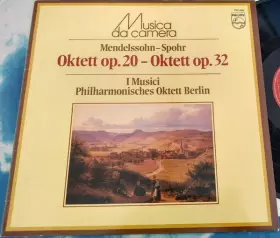 Musica
da camera
PHILIPS
Mendelssohn–Spohr
Oktett op.20 – Oktett op.32
I Musici
Philharmonisches Oktett Berlin